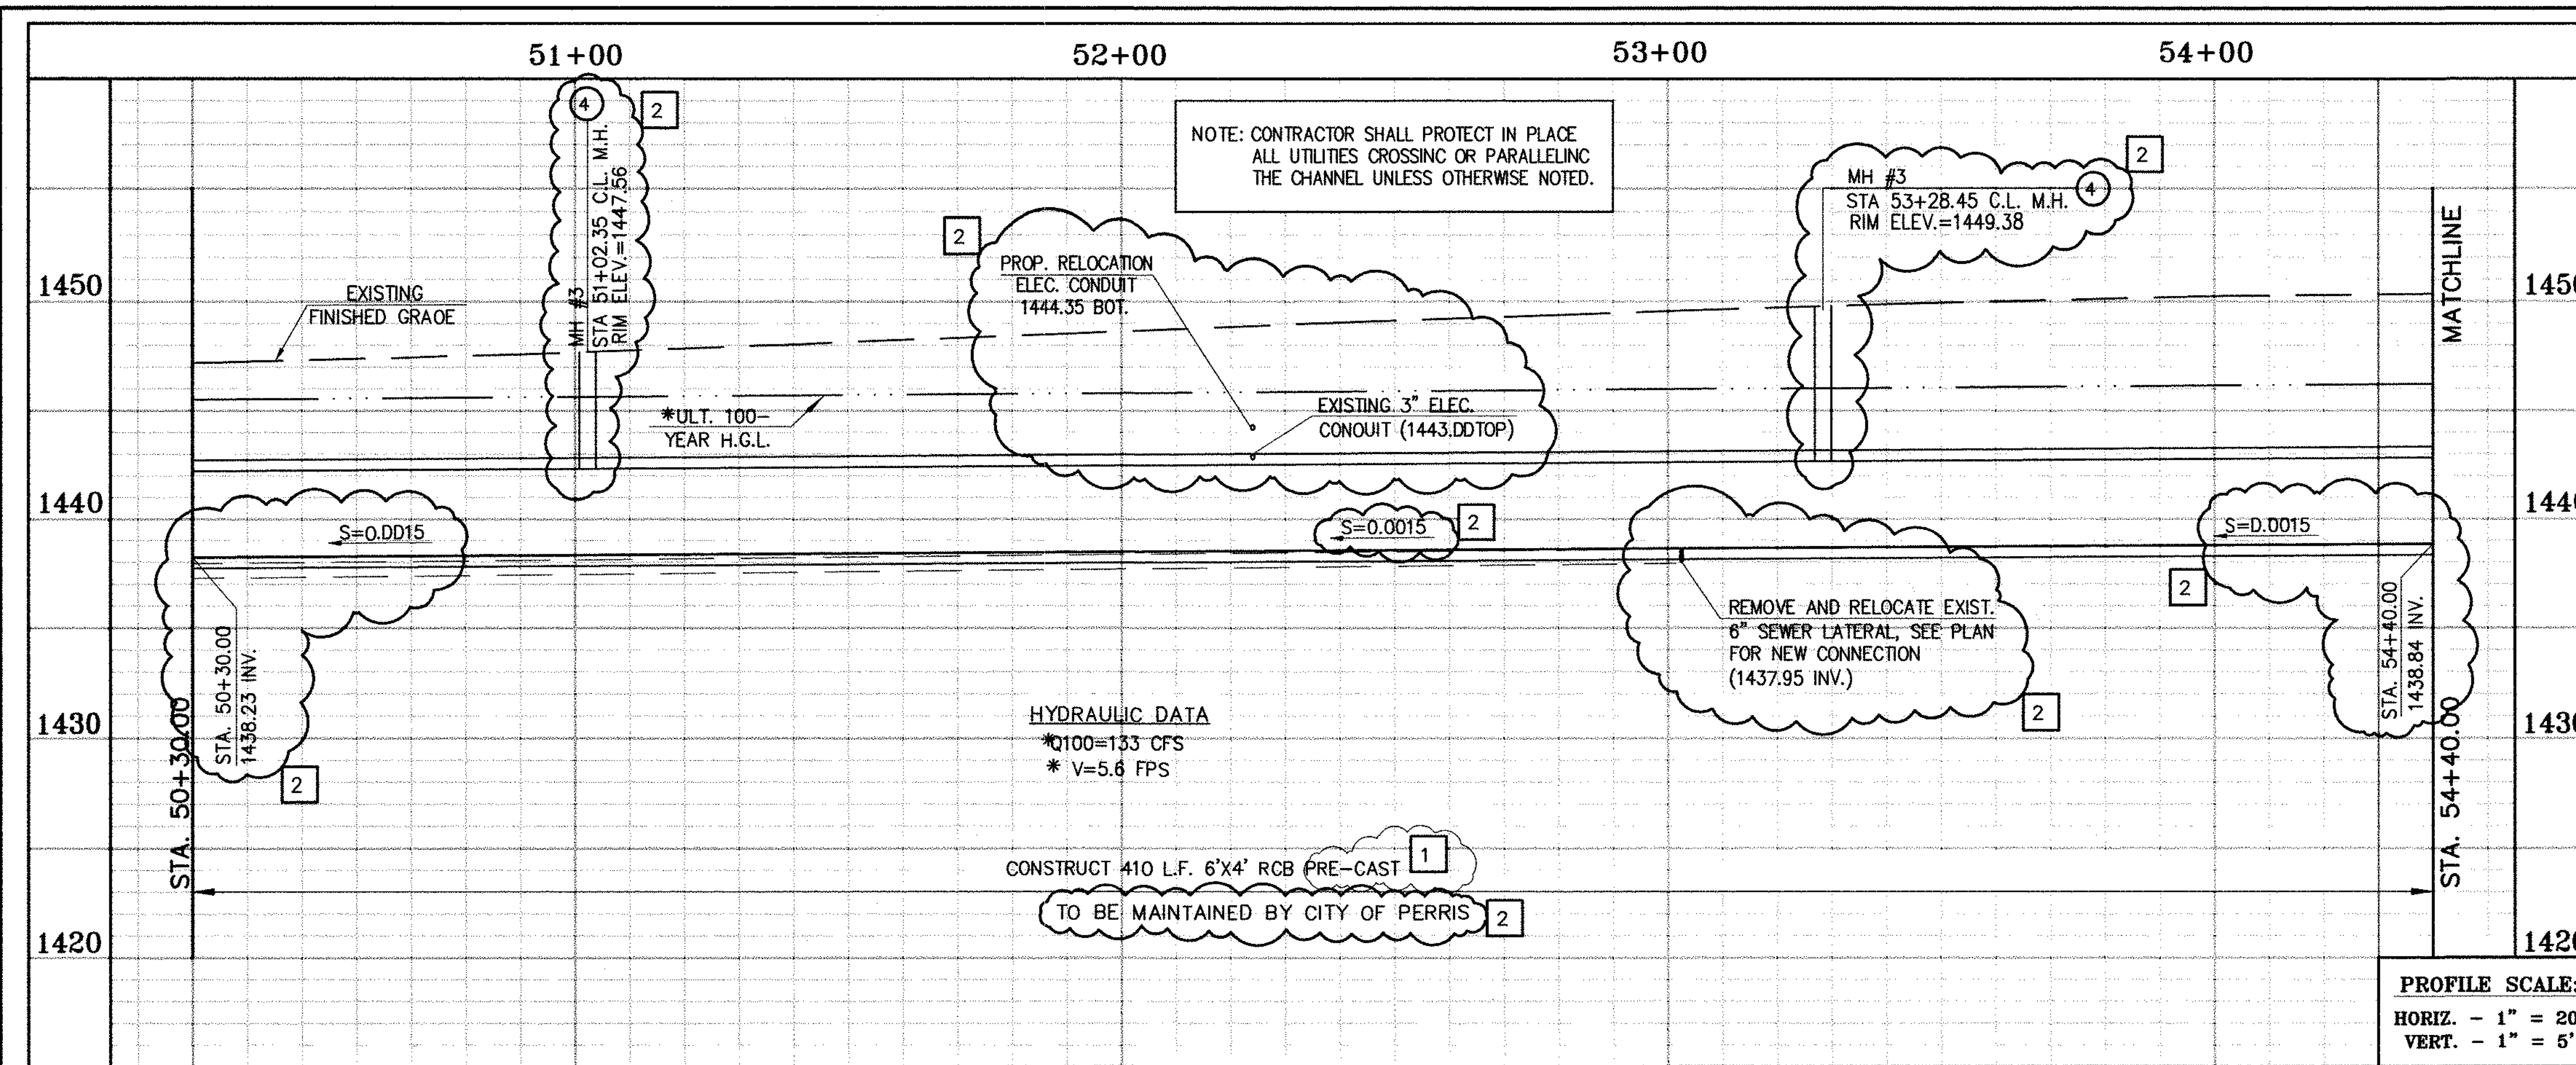 51+00
52+00
53+00
54+00
4
2
MH #3
STA 51+02.35 C.L. M.H.
RIM ELEV.=1447.56
NOTE: CONTRACTOR SHALL PROTECT IN PLACE
ALL UTILITIES CROSSINC OR PARALLELINC
THE CHANNEL UNLESS OTHERWISE NOTED.
2
MH #3
4
STA 53+28.45 C.L. M.H.
RIM ELEV.=1449.38
MATCHLINE
2
PROP. RELOCATION
ELEC. CONDUIT
1444.35 BOT.
1450
EXISTING
FINISHED GRAOE
145
*ULT. 100-
YEAR H.G.L.
EXISTING 3" ELEC.
CONOUIT (1443.DDTOP)
1440
S=0.DD15
S=0.0015
2
S=D.0015
144
2
STA. 50+30.00
1438.23 INV.
REMOVE AND RELOCATE EXIST.
6" SEWER LATERAL, SEE PLAN
FOR NEW CONNECTION
(1437.95 INV.)
2
STA. 54+40.00
1438.84 INV.
1430
143
STA. 50+30.00
2
HYDRAULIC DATA
*Q100=133 CFS
* V=5.6 FPS
STA. 54+40.00
CONSTRUCT 410 L.F. 6'X4' RCB PRE-CAST
1
TO BE MAINTAINED BY CITY OF PERRIS
2
1420
142
PROFILE SCALE:
HORIZ. - 1" = 20
VERT. - 1" = 5'